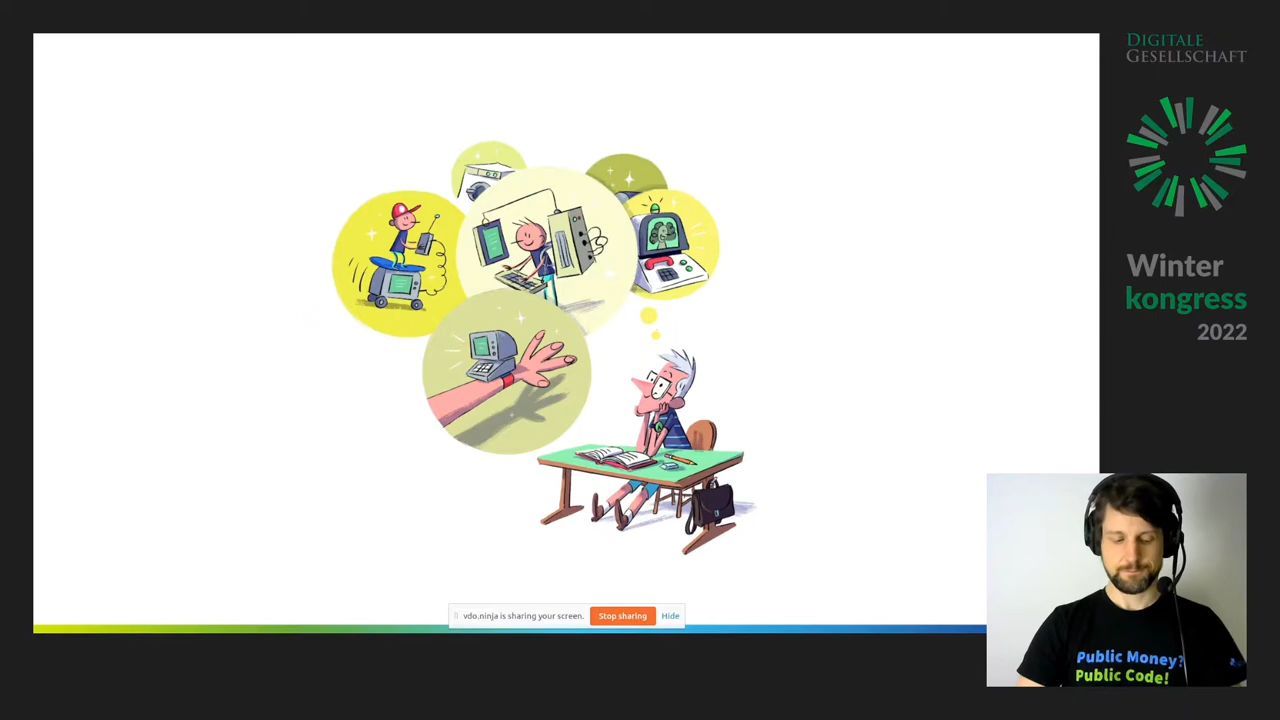 DIGITALE
GESELLSCHAFT
Winter
kongress
2022
vdo.ninja is sharing your screen.
Stop sharing
Hide
Public Money?
Public Code!